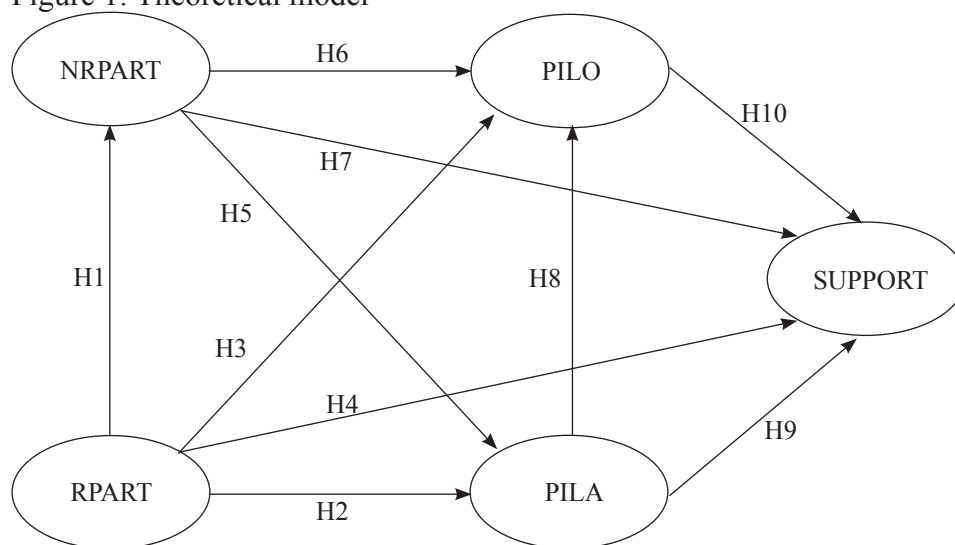 Figure 1: Theoretical model
NRPART
H6
PILO
H10
H7
H5
H1
H8
SUPPORT
H3
H4
H9
RPART
H2
PILA